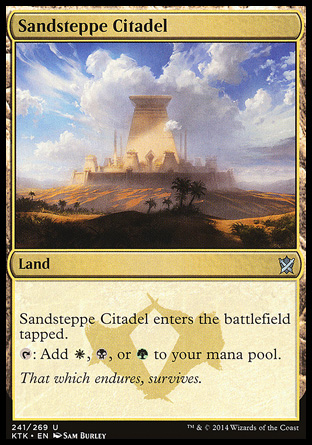 Sandsteppe Citadel
Land
Sandsteppe Citadel enters the battlefield
tapped.
: Add , , or to your mana pool.
That which endures, survives.
241/269 U
KTK • EN Sam Burley
™ & © 2014 Wizards of the Coast